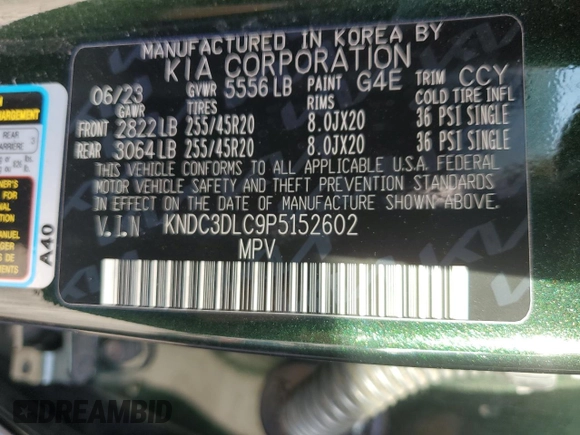 MANUFACTURED IN KOREA BY
KIA CORPORATION
06/23 GVWR 5556 LB PAINT G4E TRIM CCY
GAWR TIRES RIMS COLD TIRE INFL
FRONT 2822 LB 255/45R20 8.0JX20 36 PSI SINGLE
REAR 3064 LB 255/45R20 8.0JX20 36 PSI SINGLE
THIS VEHICLE CONFORMS TO ALL APPLICABLE U.S.A. FEDERAL
MOTOR VEHICLE SAFETY AND THEFT PREVENTION STANDARDS
IN EFFECT ON THE DATE OF MANUFACTURE SHOWN ABOVE.
V.I.N KNDC3DLC9P5152602
MPV
A40
REAR
ARRIÈRE
DREAMBID